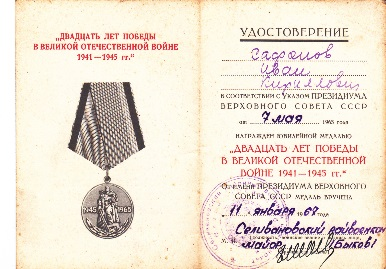 „ДВАДЦАТЬ ЛЕТ ПОБЕДЫ
В ВЕЛИКОЙ ОТЕЧЕСТВЕННОЙ ВОЙНЕ
1941—1945 гг.“
1945 1965
УДОСТОВЕРЕНИЕ
Иван
Кириллович
В СООТВЕТСТВИИ С УКАЗОМ ПРЕЗИДИУМА
ВЕРХОВНОГО СОВЕТА СССР
от 7 мая 1965 года
НАГРАЖДЕН ЮБИЛЕЙНОЙ МЕДАЛЬЮ
„ДВАДЦАТЬ ЛЕТ ПОБЕДЫ
В ВЕЛИКОЙ ОТЕЧЕСТВЕННОЙ
ВОЙНЕ 1941—1945 гг.“
От имени ПРЕЗИДИУМА ВЕРХОВНОГО
СОВЕТА СССР МЕДАЛЬ ВРУЧЕНА
11 января 1967 года
Селивановский райвоенком
М. П. майор Быков